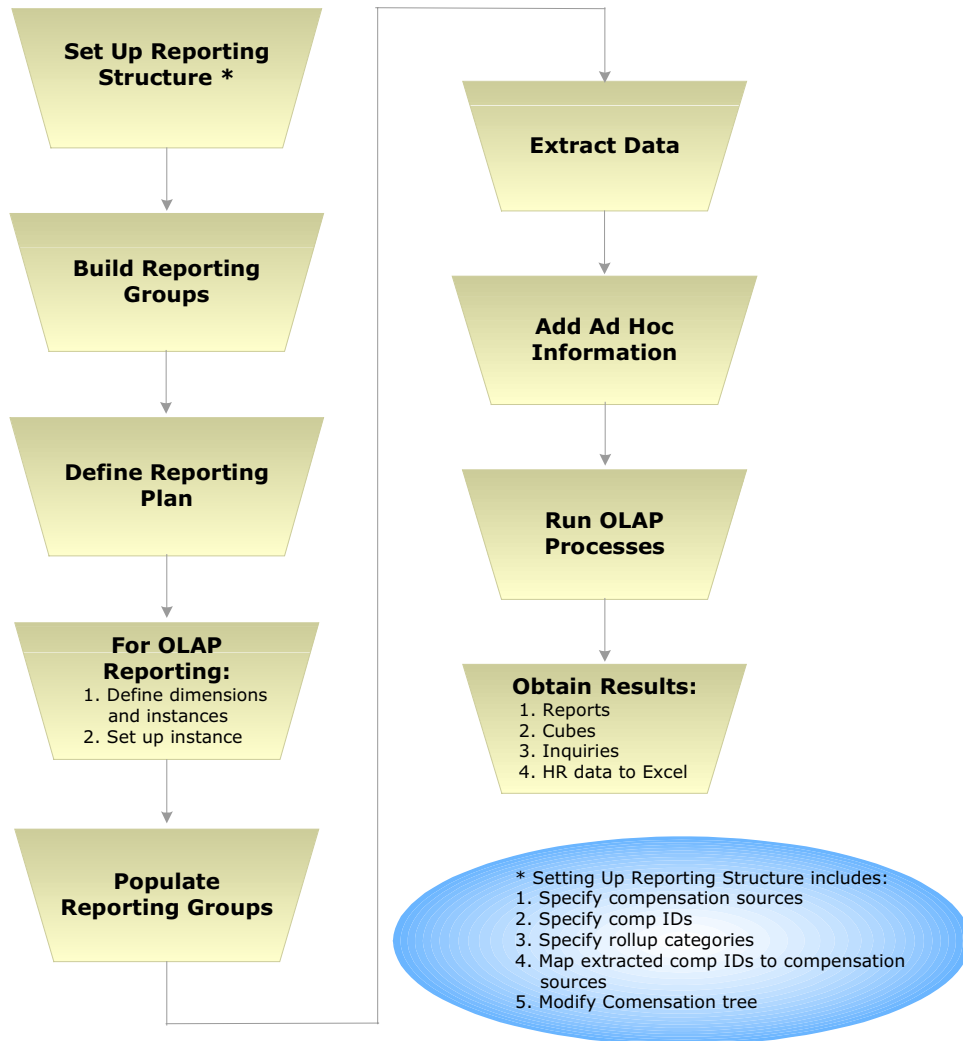 Set Up Reporting
Structure *
Build Reporting
Groups
Define Reporting
Plan
For OLAP
Reporting:
1. Define dimensions
and instances
2. Set up instance
Populate
Reporting Groups
Extract Data
Add Ad Hoc
Information
Run OLAP
Processes
Obtain Results:
1. Reports
2. Cubes
3. Inquiries
4. HR data to Excel
* Setting Up Reporting Structure includes:
1. Specify compensation sources
2. Specify comp IDs
3. Specify rollup categories
4. Map extracted comp IDs to compensation
sources
5. Modify Comensation tree